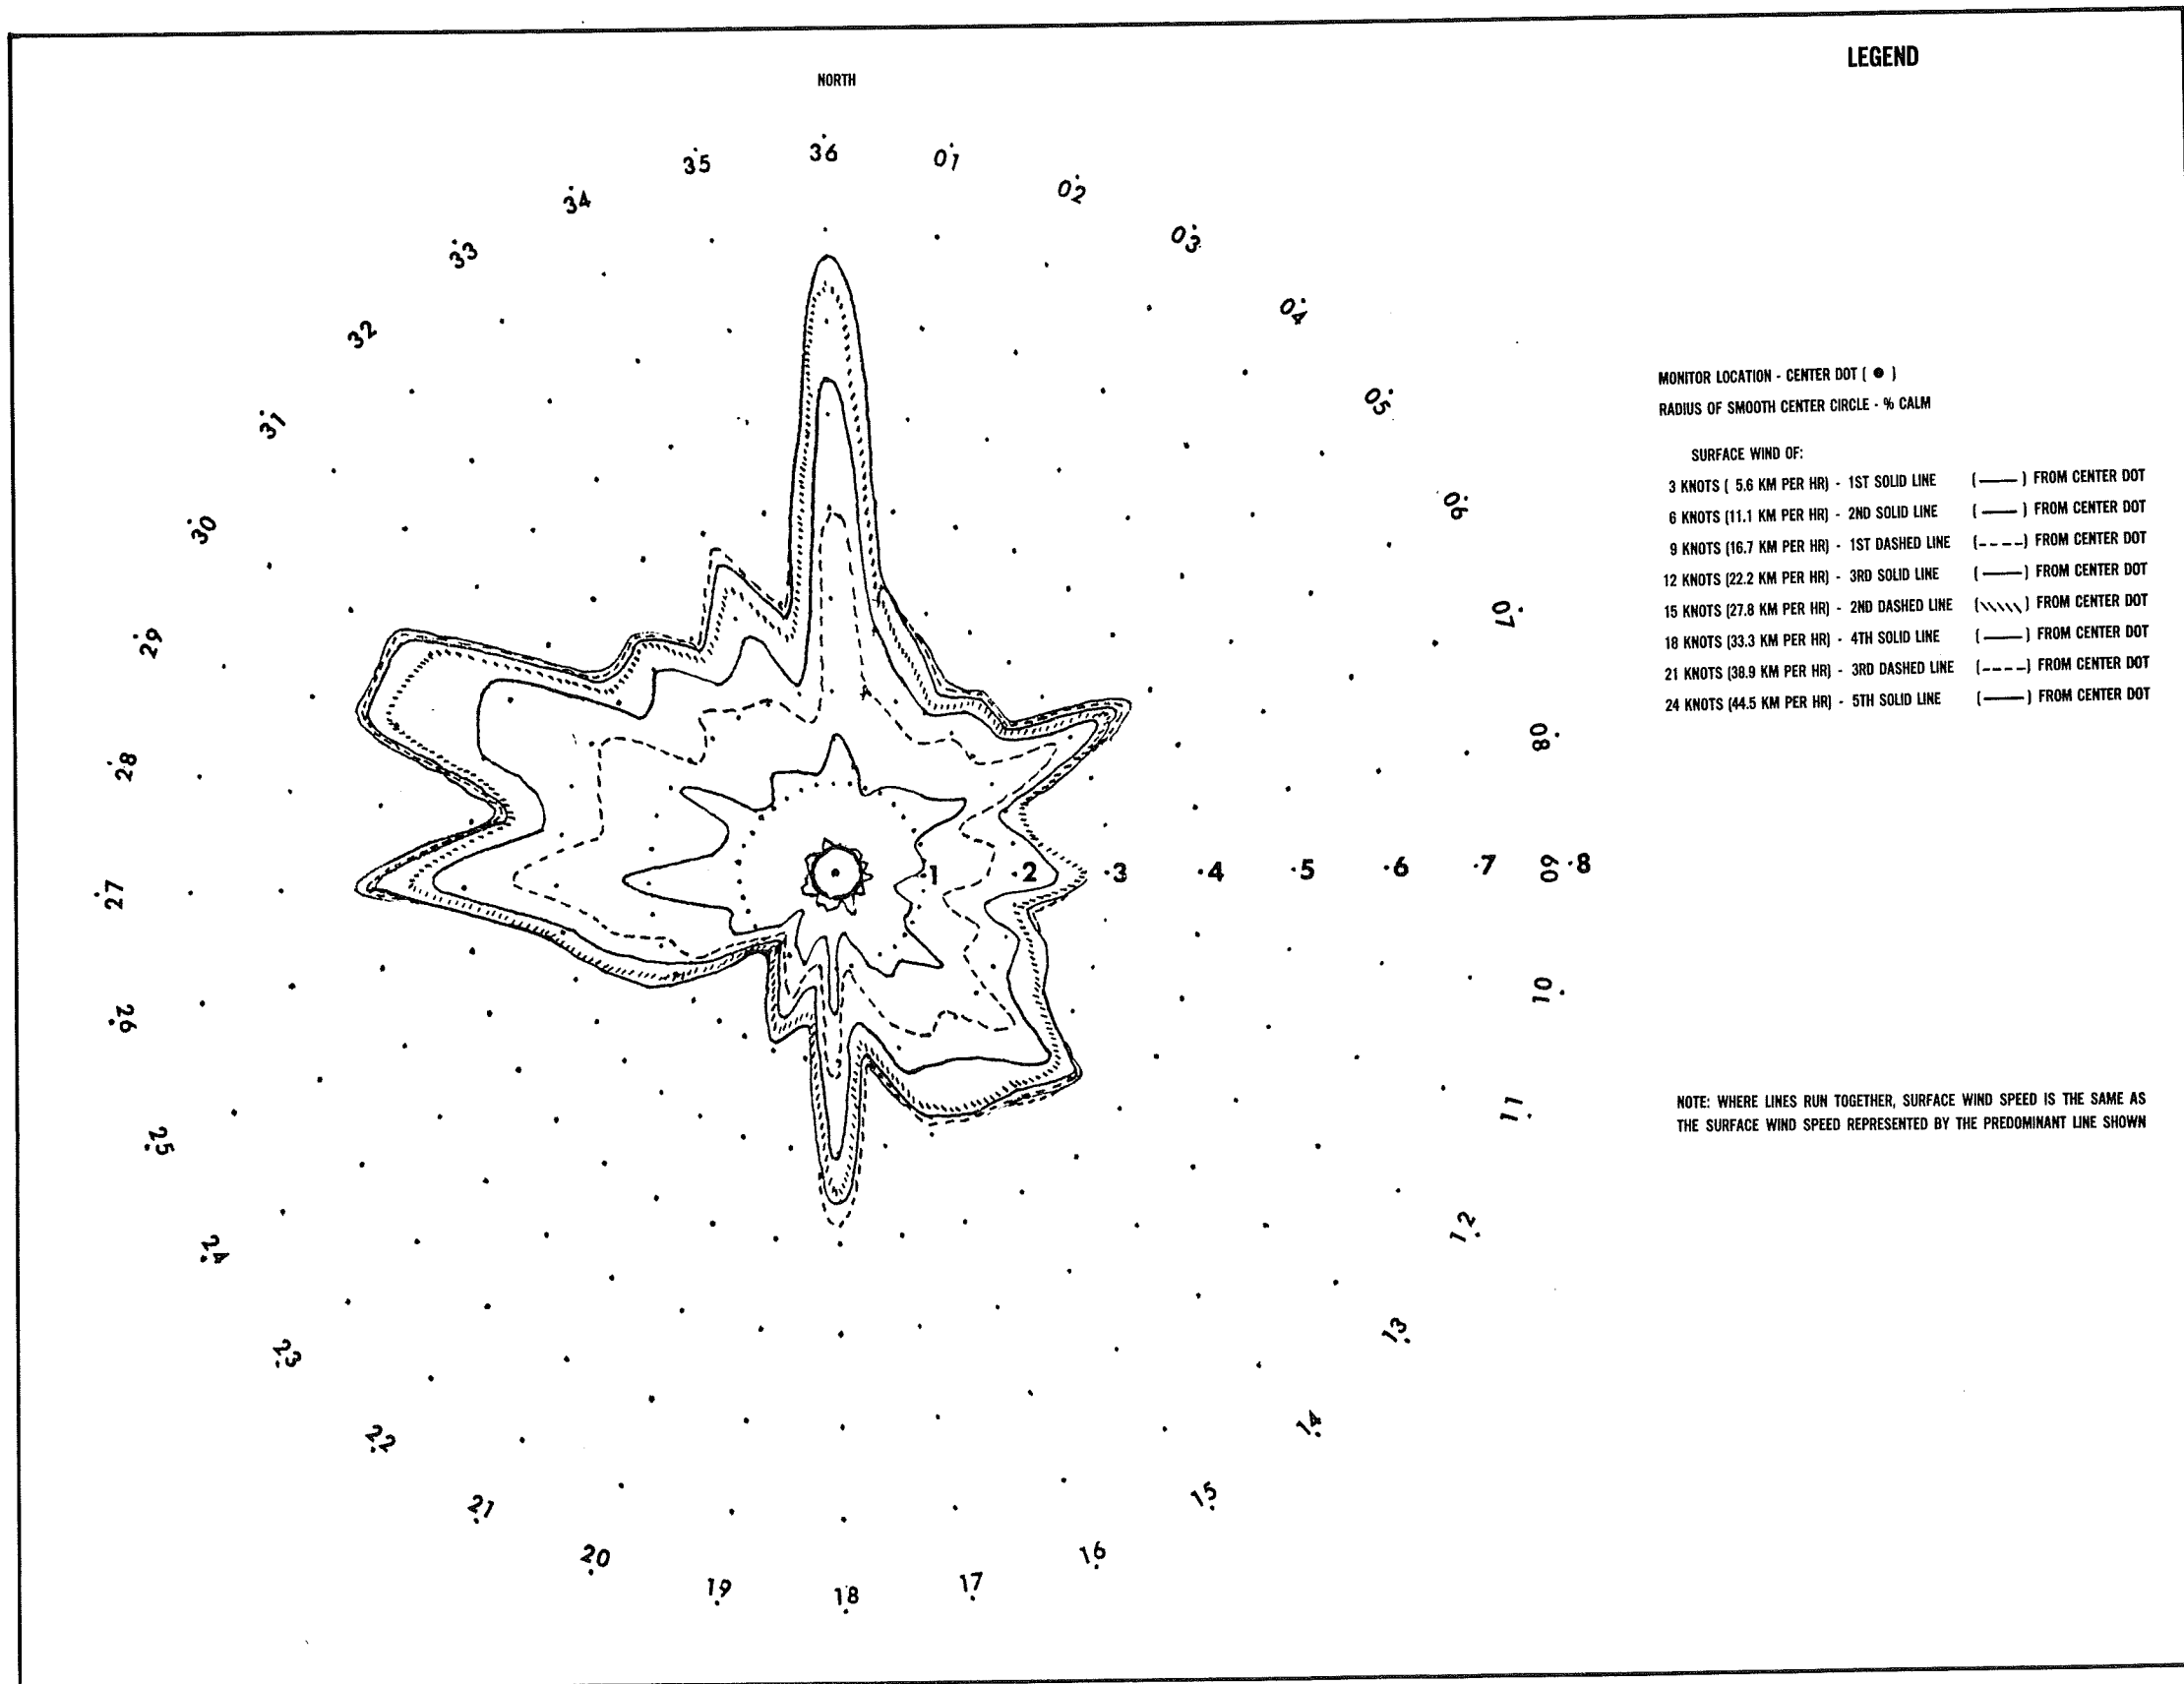 LEGEND
NORTH
36
01
02
03
04
05
06
07
08
09
10
11
12
13
14
15
16
17
18
19
20
21
22
23
24
25
26
27
28
29
30
31
32
33
34
35
.1 .2 .3 .4 .5 .6 .7 .8
MONITOR LOCATION - CENTER DOT ( ● )
RADIUS OF SMOOTH CENTER CIRCLE - % CALM
SURFACE WIND OF:
3 KNOTS ( 5.6 KM PER HR) - 1ST SOLID LINE (——) FROM CENTER DOT
6 KNOTS (11.1 KM PER HR) - 2ND SOLID LINE (——) FROM CENTER DOT
9 KNOTS (16.7 KM PER HR) - 1ST DASHED LINE (----) FROM CENTER DOT
12 KNOTS (22.2 KM PER HR) - 3RD SOLID LINE (——) FROM CENTER DOT
15 KNOTS (27.8 KM PER HR) - 2ND DASHED LINE (\\\\\) FROM CENTER DOT
18 KNOTS (33.3 KM PER HR) - 4TH SOLID LINE (——) FROM CENTER DOT
21 KNOTS (38.9 KM PER HR) - 3RD DASHED LINE (----) FROM CENTER DOT
24 KNOTS (44.5 KM PER HR) - 5TH SOLID LINE (——) FROM CENTER DOT
NOTE: WHERE LINES RUN TOGETHER, SURFACE WIND SPEED IS THE SAME AS
THE SURFACE WIND SPEED REPRESENTED BY THE PREDOMINANT LINE SHOWN